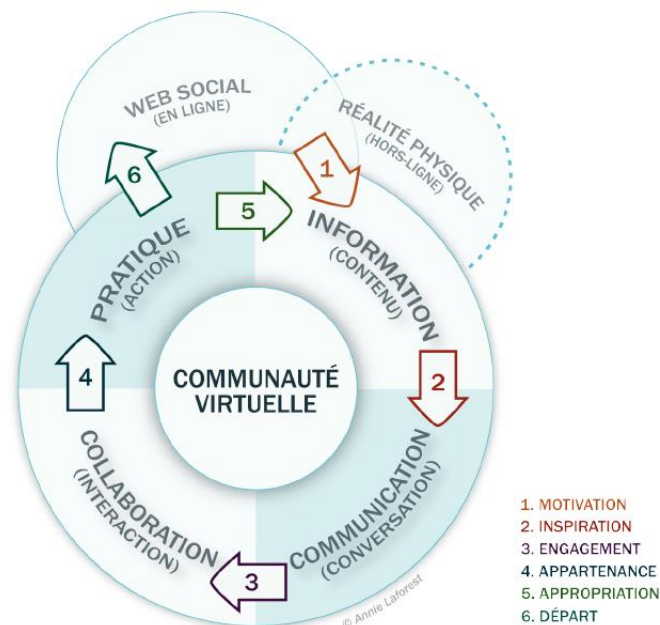 WEB SOCIAL
(EN LIGNE)
RÉALITÉ PHYSIQUE
(HORS-LIGNE)
6
1
5
PRATIQUE
(ACTION)
INFORMATION
(CONTENU)
4
COMMUNAUTÉ
VIRTUELLE
2
COLLABORATION
(INTERACTION)
COMMUNICATION
(CONVERSATION)
3
© Annie Laforest
1. MOTIVATION
2. INSPIRATION
3. ENGAGEMENT
4. APPARTENANCE
5. APPROPRIATION
6. DÉPART